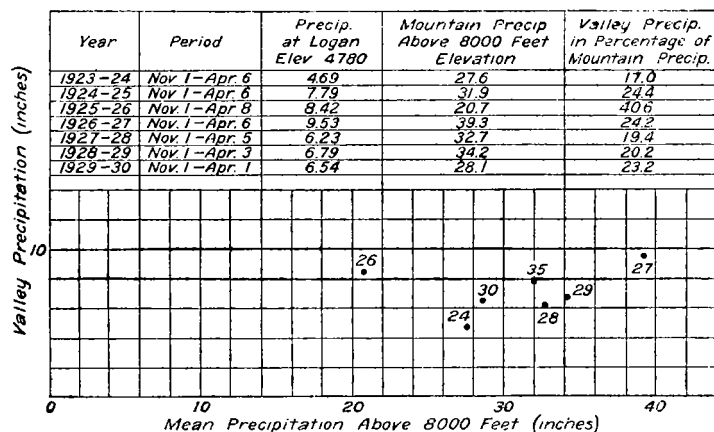 Year Period Precip. at Logan Elev 4780 Mountain Precip Above 8000 Feet Elevation Valley Precip. in Percentage of Mountain Precip.
1923-24 Nov. 1-Apr. 6 4.69 27.6 17.0
1924-25 Nov. 1-Apr. 6 7.79 31.9 24.4
1925-26 Nov. 1-Apr 8 8.42 20.7 40.6
1926-27 Nov. 1-Apr. 6 9.53 39.3 24.2
1927-28 Nov. 1-Apr. 5 6.23 32.7 19.4
1928-29 Nov. 1-Apr. 3 6.79 34.2 20.2
1929-30 Nov. 1-Apr. 1 6.54 28.1 23.2
Valley Precipitation (inches)
10
26
35
27
30
29
24
28
0 10 20 30 40
Mean Precipitation Above 8000 Feet (inches)